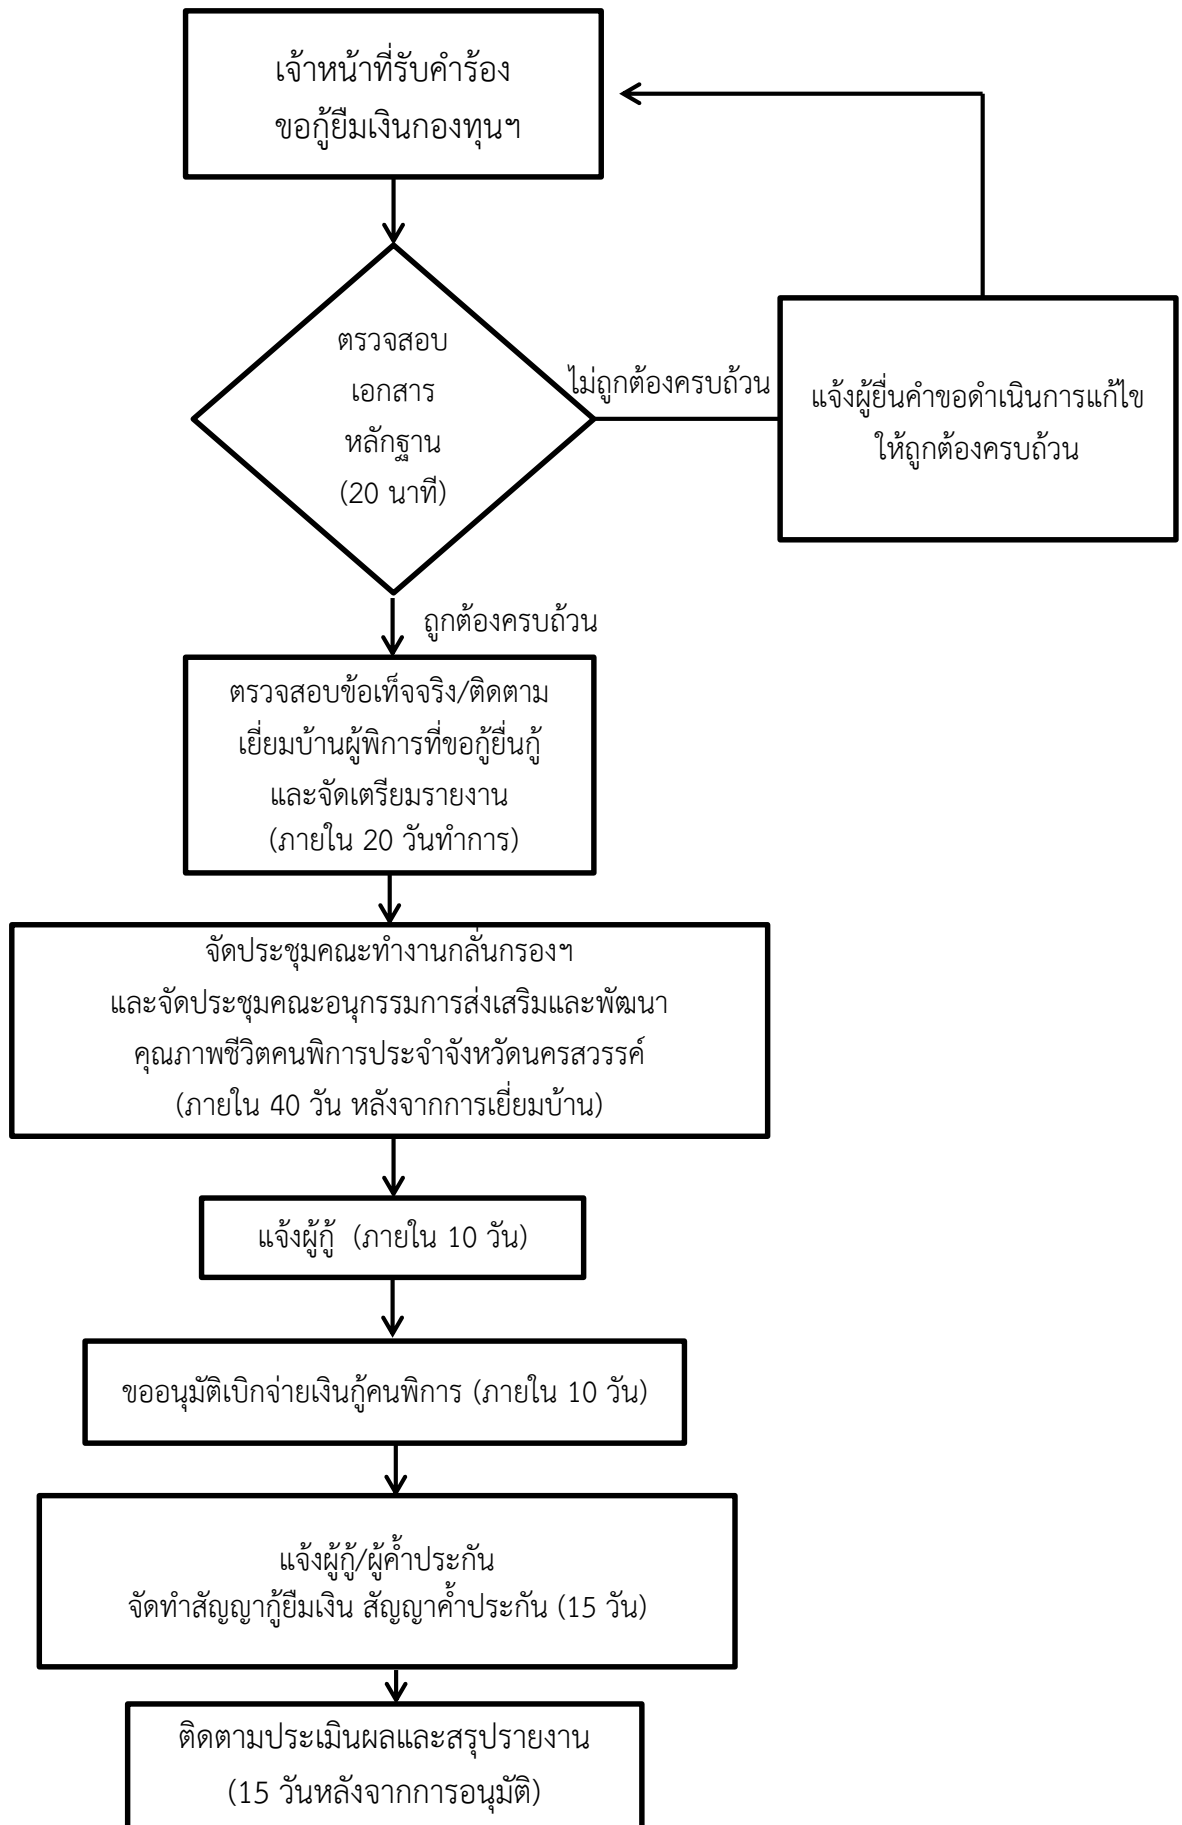 เจ้าหน้าที่รับคำร้อง
ขอกู้ยืมเงินกองทุนฯ
ตรวจสอบ
เอกสาร
หลักฐาน
(20 นาที)
ไม่ถูกต้องครบถ้วน
แจ้งผู้ยื่นคำขอดำเนินการแก้ไข
ให้ถูกต้องครบถ้วน
ถูกต้องครบถ้วน
ตรวจสอบข้อเท็จจริง/ติดตาม
เยี่ยมบ้านผู้พิการที่ขอกู้ยื่นกู้
และจัดเตรียมรายงาน
(ภายใน 20 วันทำการ)
จัดประชุมคณะทำงานกลั่นกรองฯ
และจัดประชุมคณะอนุกรรมการส่งเสริมและพัฒนา
คุณภาพชีวิตคนพิการประจำจังหวัดนครสวรรค์
(ภายใน 40 วัน หลังจากการเยี่ยมบ้าน)
แจ้งผู้กู้ (ภายใน 10 วัน)
ขออนุมัติเบิกจ่ายเงินกู้คนพิการ (ภายใน 10 วัน)
แจ้งผู้กู้/ผู้ค้ำประกัน
จัดทำสัญญากู้ยืมเงิน สัญญาค้ำประกัน (15 วัน)
ติดตามประเมินผลและสรุปรายงาน
(15 วันหลังจากการอนุมัติ)